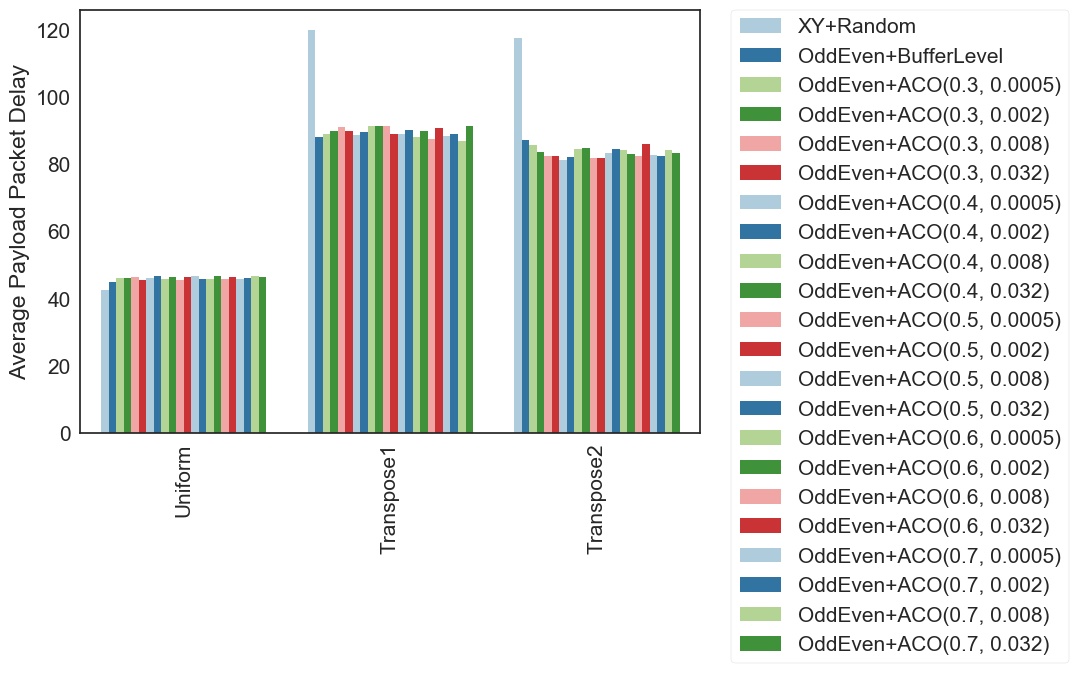 Average Payload Packet Delay
120
100
80
60
40
20
0
Uniform
Transpose1
Transpose2
XY+Random
OddEven+BufferLevel
OddEven+ACO(0.3, 0.0005)
OddEven+ACO(0.3, 0.002)
OddEven+ACO(0.3, 0.008)
OddEven+ACO(0.3, 0.032)
OddEven+ACO(0.4, 0.0005)
OddEven+ACO(0.4, 0.002)
OddEven+ACO(0.4, 0.008)
OddEven+ACO(0.4, 0.032)
OddEven+ACO(0.5, 0.0005)
OddEven+ACO(0.5, 0.002)
OddEven+ACO(0.5, 0.008)
OddEven+ACO(0.5, 0.032)
OddEven+ACO(0.6, 0.0005)
OddEven+ACO(0.6, 0.002)
OddEven+ACO(0.6, 0.008)
OddEven+ACO(0.6, 0.032)
OddEven+ACO(0.7, 0.0005)
OddEven+ACO(0.7, 0.002)
OddEven+ACO(0.7, 0.008)
OddEven+ACO(0.7, 0.032)